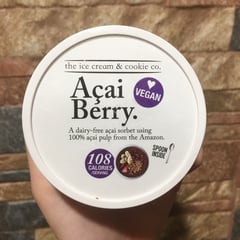 the ice cream & cookie co.
Açai
Berry.
VEGAN
A dairy-free açai sorbet using
100% açai pulp from the Amazon.
108
CALORIES
/SERVING
SPOON
INSIDE